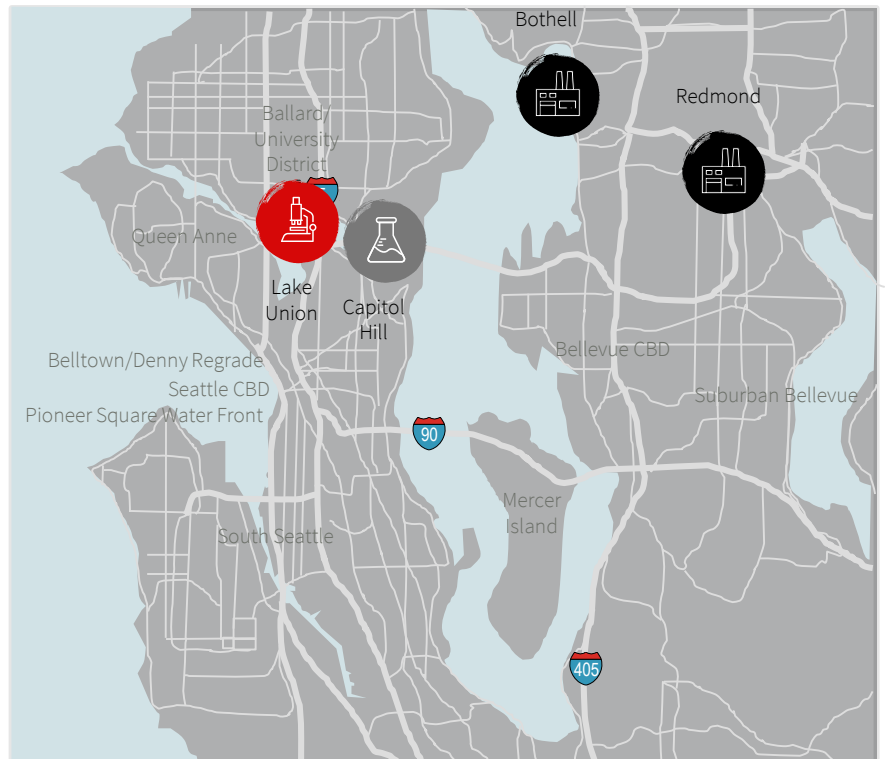 Bothell
Redmond
Ballard/
University
District
Queen Anne
Lake
Union
Capitol
Hill
Belltown/Denny Regrade
Seattle CBD
Pioneer Square Water Front
Bellevue CBD
Suburban Bellevue
90
Mercer
Island
South Seattle
405